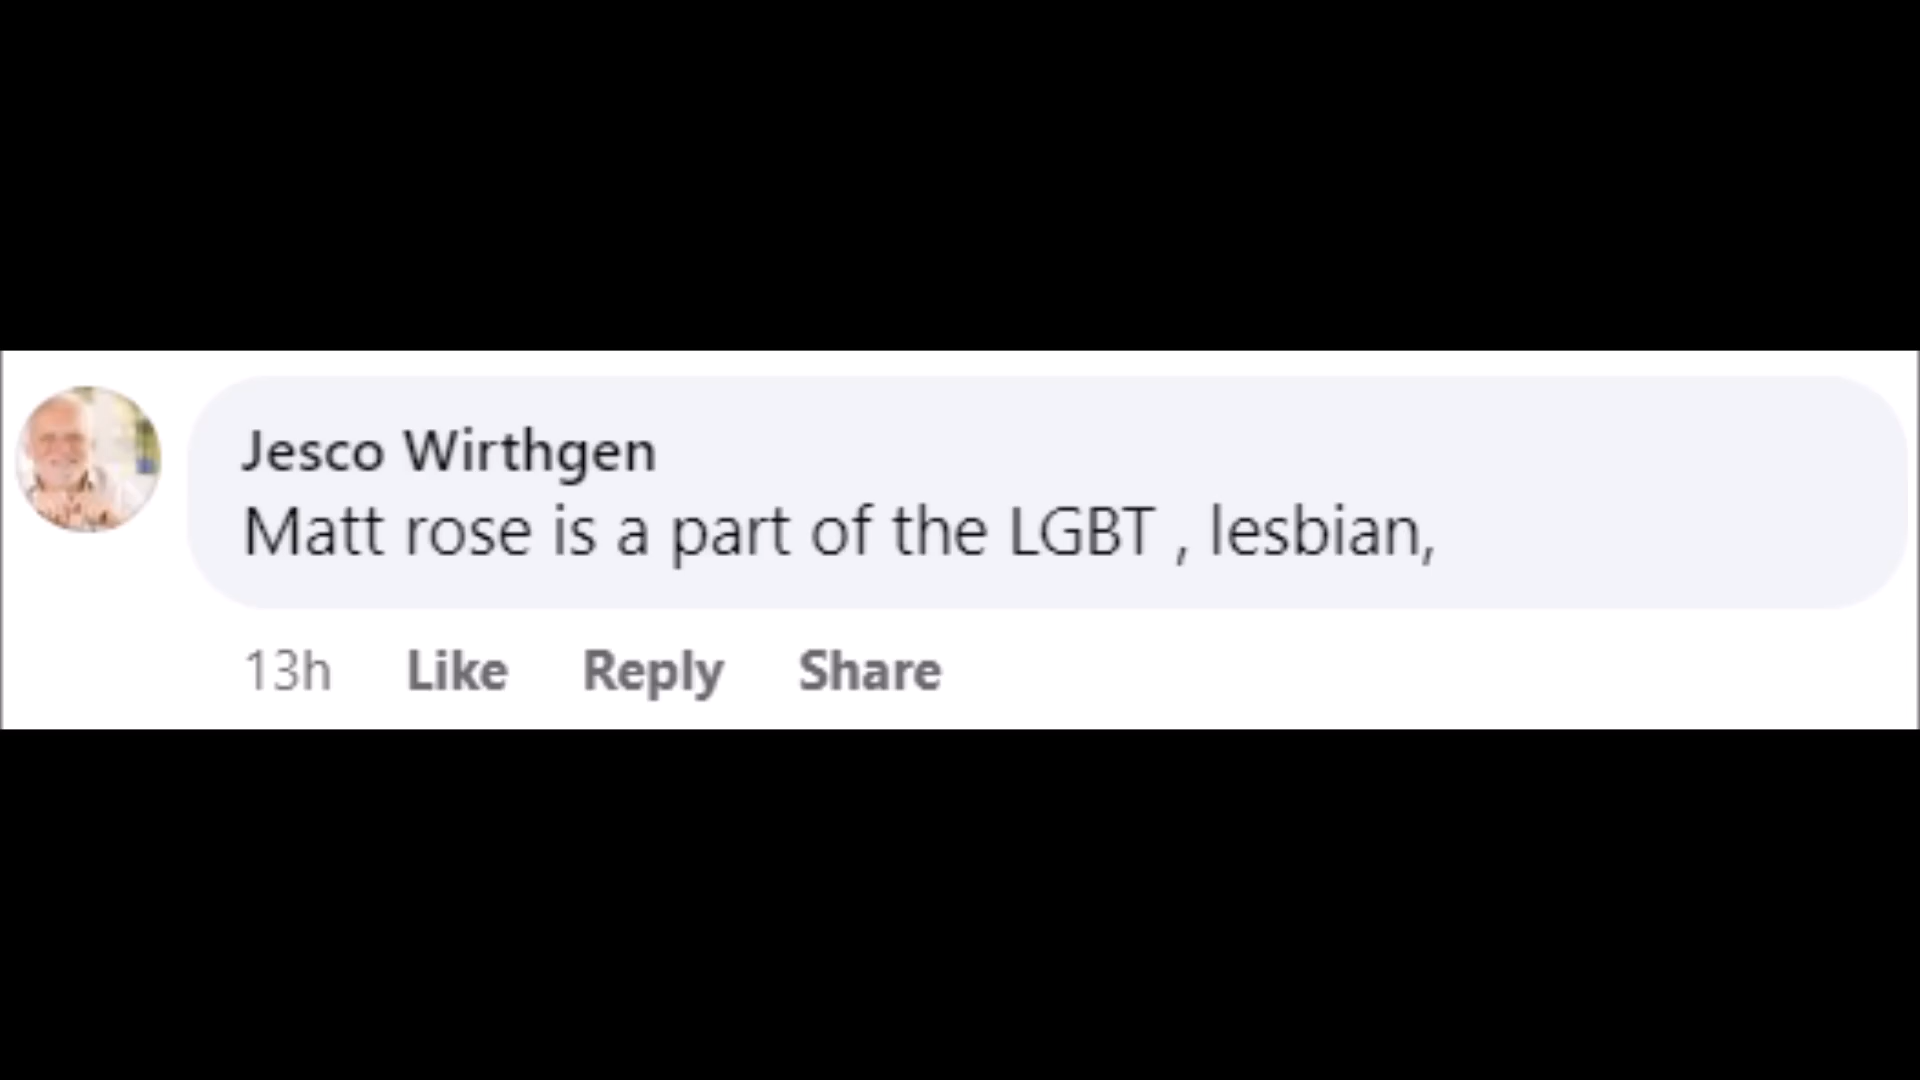 Jesco Wirthgen
Matt rose is a part of the LGBT , lesbian,
13h Like Reply Share